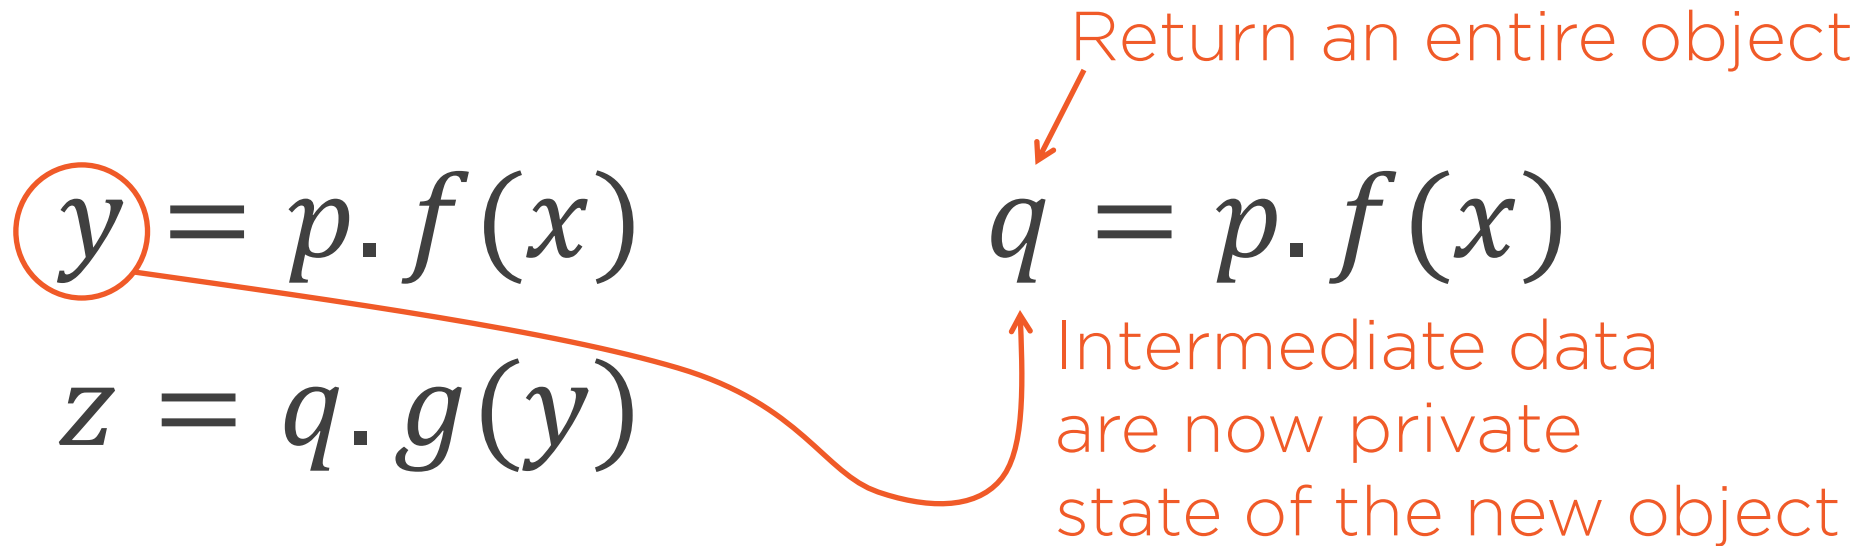 Return an entire object
y = p.f(x)
q = p.f(x)
z = q.g(y)
Intermediate data
are now private
state of the new object